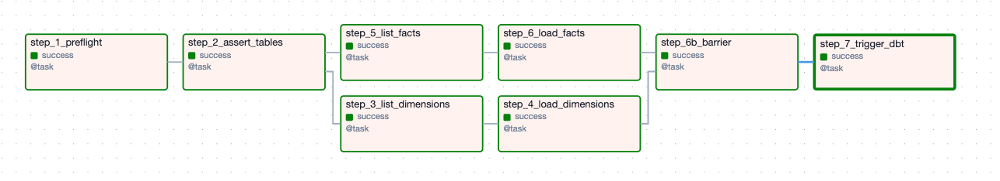 step_1_preflight
success
@task
step_2_assert_tables
success
@task
step_5_list_facts
success
@task
step_6_load_facts
success
@task
step_3_list_dimensions
success
@task
step_4_load_dimensions
success
@task
step_6b_barrier
success
@task
step_7_trigger_dbt
success
@task